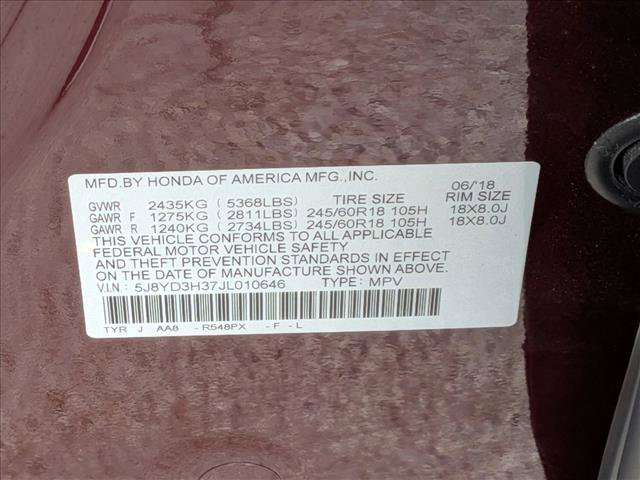 MFD.BY HONDA OF AMERICA MFG.,INC.
06/'18
GVWR 2435KG ( 5368LBS) TIRE SIZE RIM SIZE
GAWR F 1275KG ( 2811LBS) 245/60R18 105H 18X8.0J
GAWR R 1240KG ( 2734LBS) 245/60R18 105H 18X8.0J
THIS VEHICLE CONFORMS TO ALL APPLICABLE
FEDERAL MOTOR VEHICLE SAFETY
AND THEFT PREVENTION STANDARDS IN EFFECT
ON THE DATE OF MANUFACTURE SHOWN ABOVE.
V.I.N.: 5J8YD3H37JL010646 TYPE: MPV
TYR J AA8 - R548PX - F - L